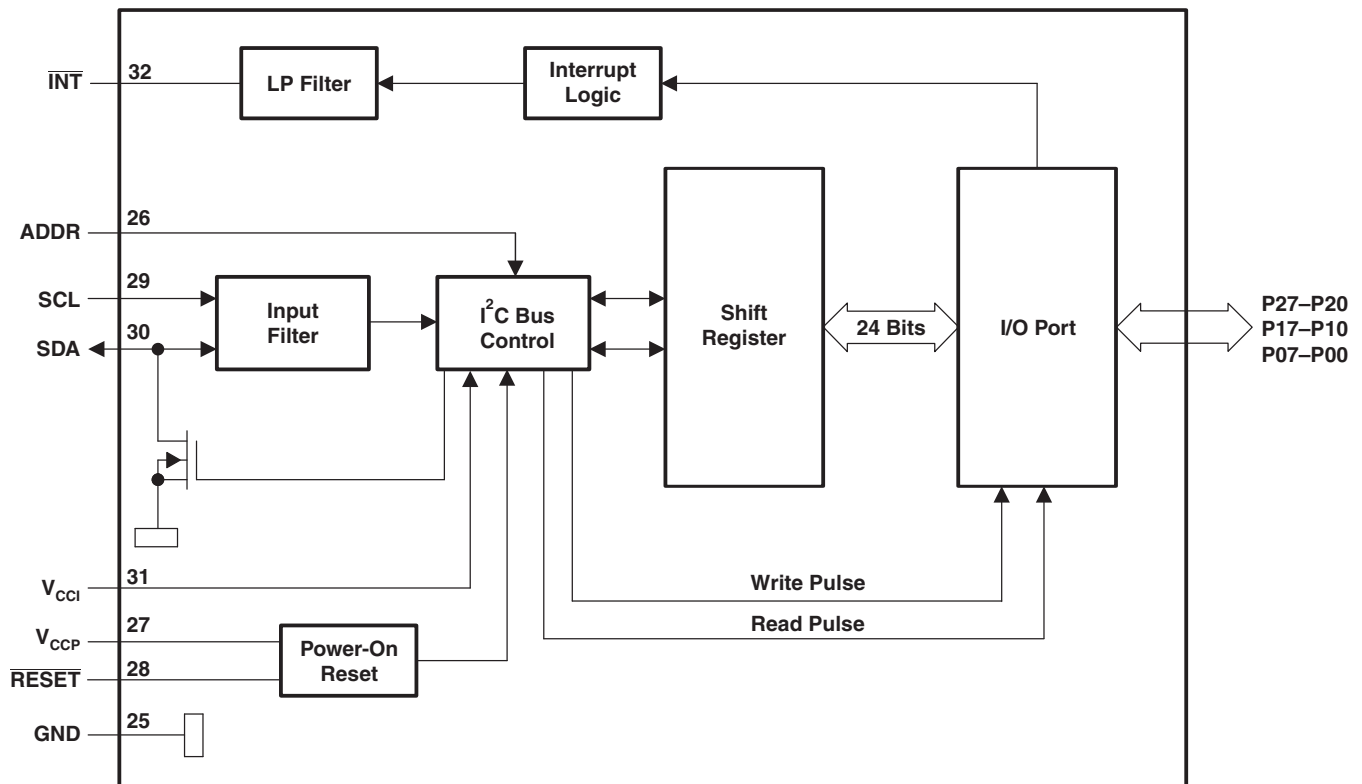 INT
32
LP Filter
Interrupt
Logic
ADDR
26
SCL
29
SDA
30
Input
Filter
I²C Bus
Control
Shift
Register
24 Bits
I/O Port
P27–P20
P17–P10
P07–P00
VCCI
31
Write Pulse
VCCP
27
Read Pulse
RESET
28
Power-On
Reset
GND
25